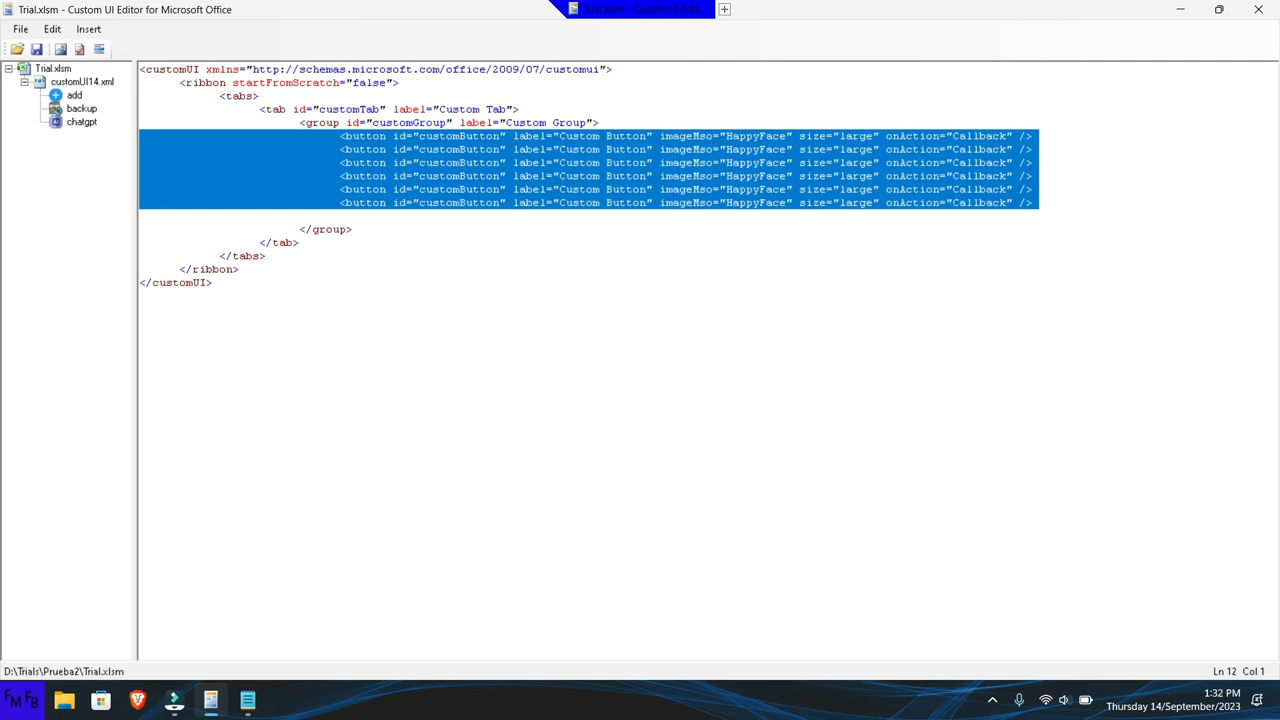 Trial.xlsm - Custom UI Editor for Microsoft Office
Trial.xlsm - Custom UI Edit...
File Edit Insert
Trial.xlsm
customUI14.xml
add
backup
chatgpt
<customUI xmlns="http://schemas.microsoft.com/office/2009/07/customui">
<ribbon startFromScratch="false">
<tabs>
<tab id="customTab" label="Custom Tab">
<group id="customGroup" label="Custom Group">
<button id="customButton" label="Custom Button" imageMso="HappyFace" size="large" onAction="Callback" />
<button id="customButton" label="Custom Button" imageMso="HappyFace" size="large" onAction="Callback" />
<button id="customButton" label="Custom Button" imageMso="HappyFace" size="large" onAction="Callback" />
<button id="customButton" label="Custom Button" imageMso="HappyFace" size="large" onAction="Callback" />
<button id="customButton" label="Custom Button" imageMso="HappyFace" size="large" onAction="Callback" />
<button id="customButton" label="Custom Button" imageMso="HappyFace" size="large" onAction="Callback" />
</group>
</tab>
</tabs>
</ribbon>
</customUI>
D:\Trials\Prueba2\Trial.xlsm
Ln 12 Col 1
FM FB
1:32 PM
Thursday 14/September/2023